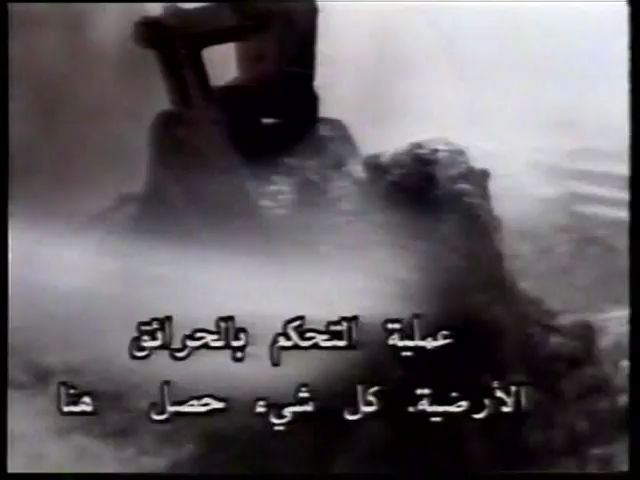 عملية التحكم بالحرائق
الأرضية. كل شيء حصل هنا